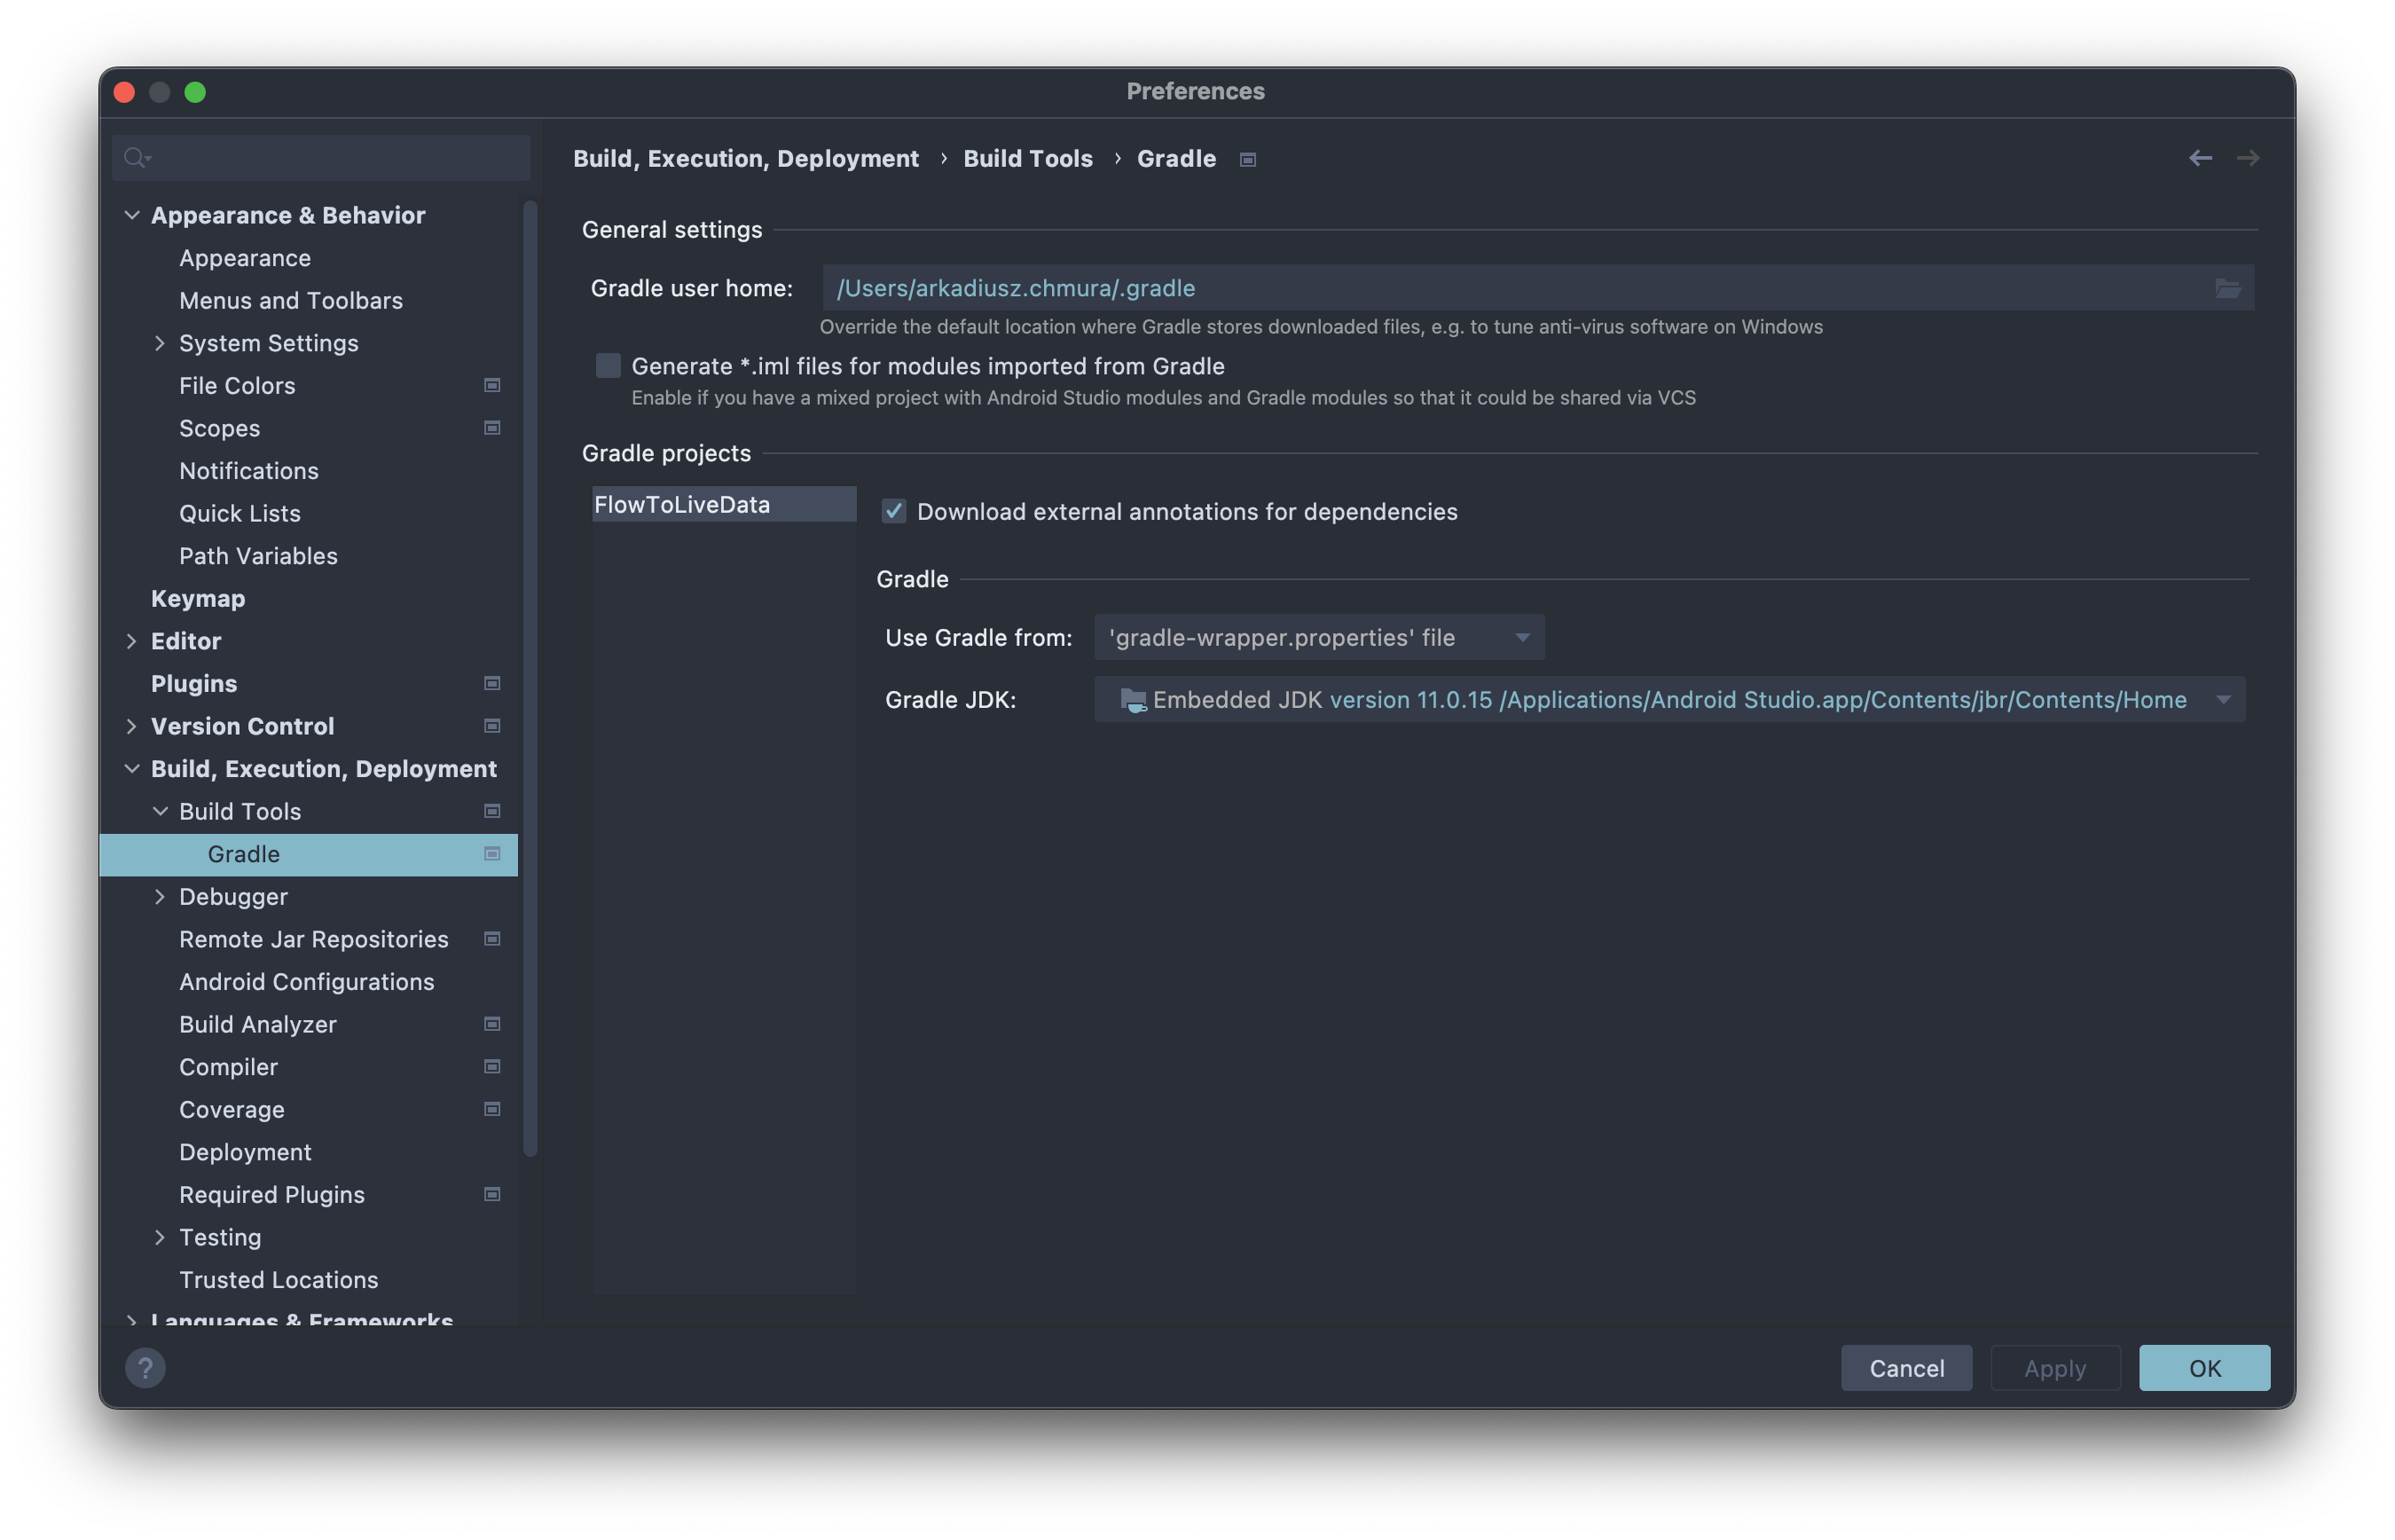 Preferences
Appearance & Behavior
Appearance
Menus and Toolbars
System Settings
File Colors
Scopes
Notifications
Quick Lists
Path Variables
Keymap
Editor
Plugins
Version Control
Build, Execution, Deployment
Build Tools
Gradle
Debugger
Remote Jar Repositories
Android Configurations
Build Analyzer
Compiler
Coverage
Deployment
Required Plugins
Testing
Trusted Locations
Languages & Frameworks
Build, Execution, Deployment › Build Tools › Gradle
General settings
Gradle user home: /Users/arkadiusz.chmura/.gradle
Override the default location where Gradle stores downloaded files, e.g. to tune anti-virus software on Windows
Generate *.iml files for modules imported from Gradle
Enable if you have a mixed project with Android Studio modules and Gradle modules so that it could be shared via VCS
Gradle projects
FlowToLiveData
Download external annotations for dependencies
Gradle
Use Gradle from: 'gradle-wrapper.properties' file
Gradle JDK: Embedded JDK version 11.0.15 /Applications/Android Studio.app/Contents/jbr/Contents/Home
?
Cancel Apply OK